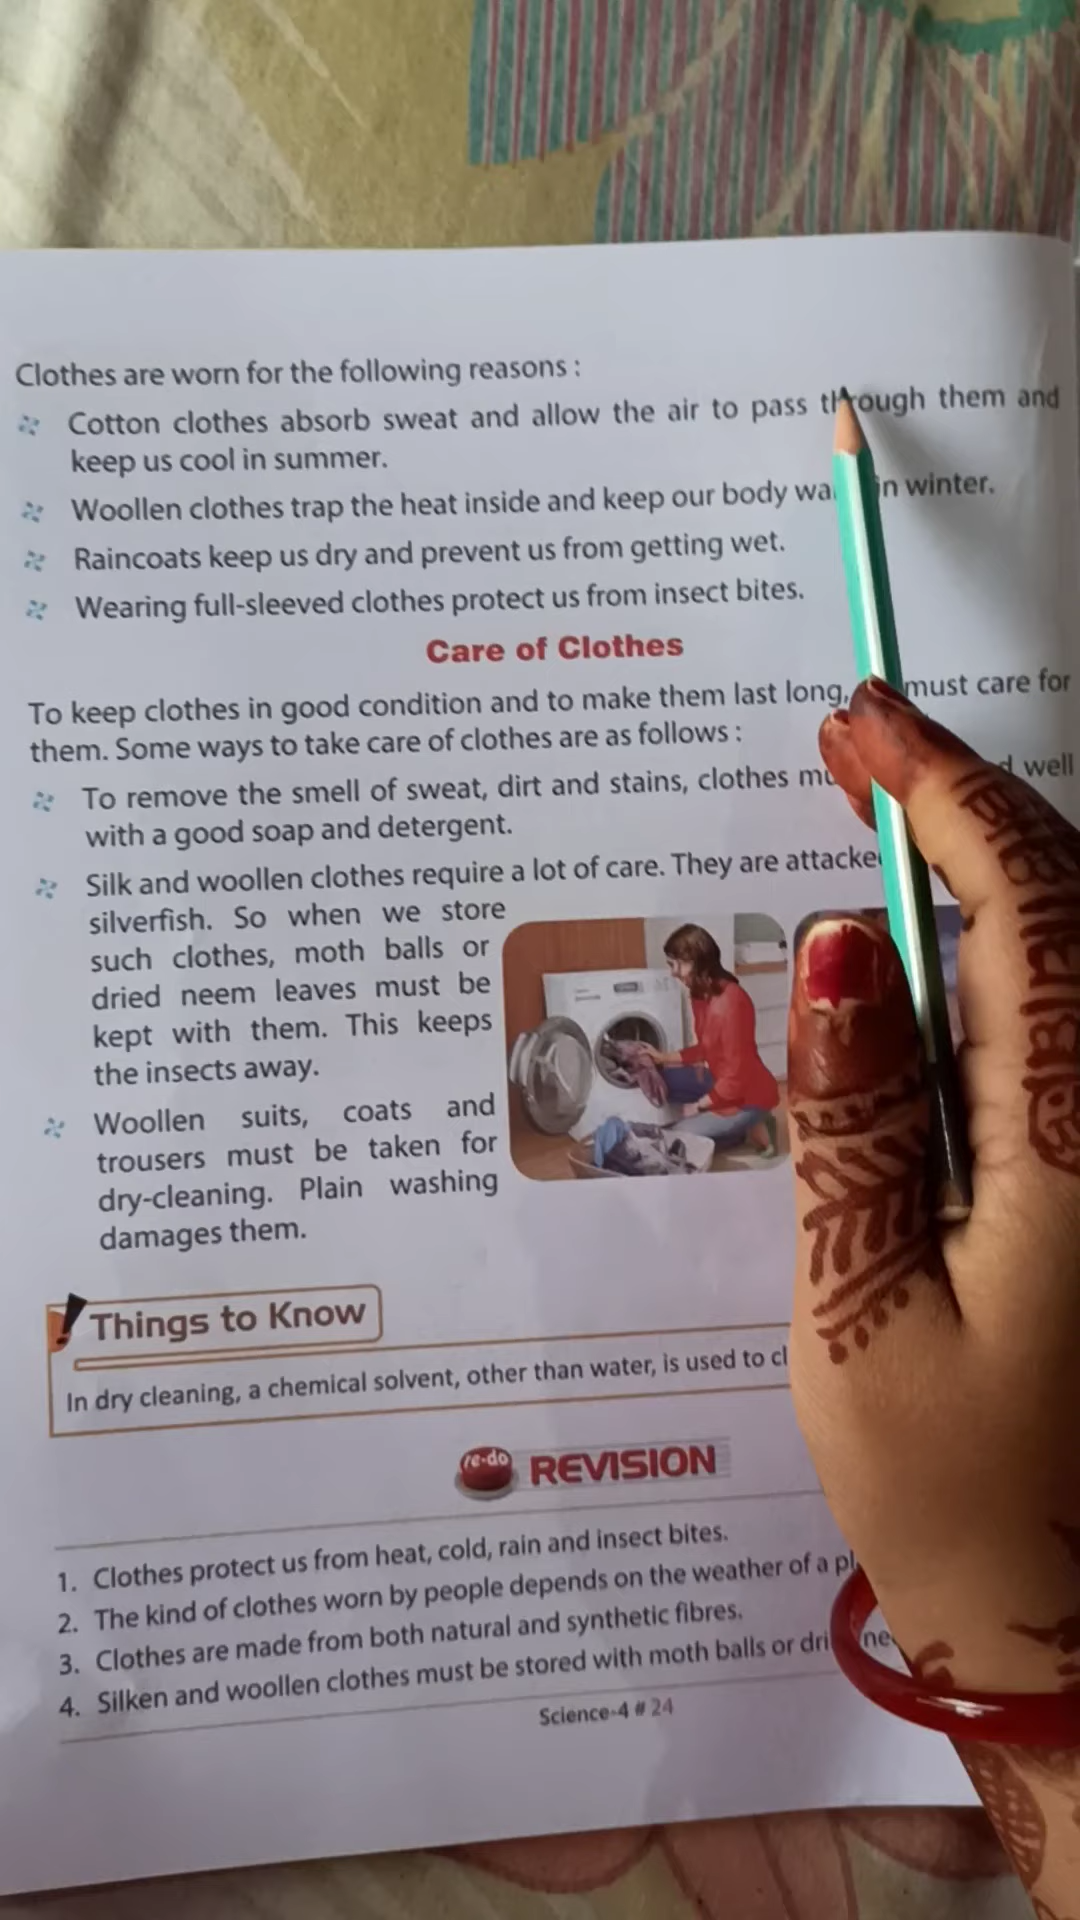 Clothes are worn for the following reasons :
Cotton clothes absorb sweat and allow the air to pass through them and
keep us cool in summer.
Woollen clothes trap the heat inside and keep our body in winter.
Raincoats keep us dry and prevent us from getting wet.
Wearing full-sleeved clothes protect us from insect bites.
Care of Clothes
To keep clothes in good condition and to make them last long, must care for
them. Some ways to take care of clothes are as follows :
To remove the smell of sweat, dirt and stains, clothes well
with a good soap and detergent.
Silk and woollen clothes require a lot of care. They are
silverfish. So when we store
such clothes, moth balls or
dried neem leaves must be
kept with them. This keeps
the insects away.
Woollen suits, coats and
trousers must be taken for
dry-cleaning. Plain washing
damages them.
Things to Know
In dry cleaning, a chemical solvent, other than water, is used to
re-do REVISION
1. Clothes protect us from heat, cold, rain and insect bites.
2. The kind of clothes worn by people depends on the weather of a
3. Clothes are made from both natural and synthetic fibres.
4. Silken and woollen clothes must be stored with moth balls or
Science-4 # 24